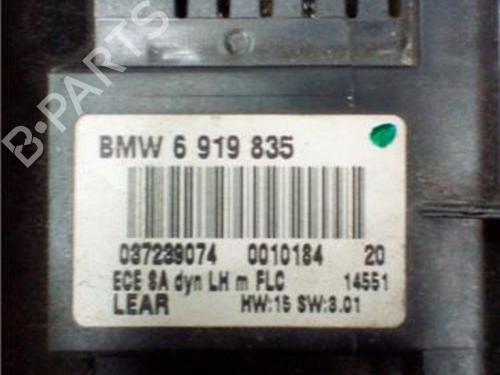 B-PARTS
BMW 6 919 835
037239074 0010184 20
ECE SA dyn LH m FLC 14551
LEAR HW:15 SW:3.01